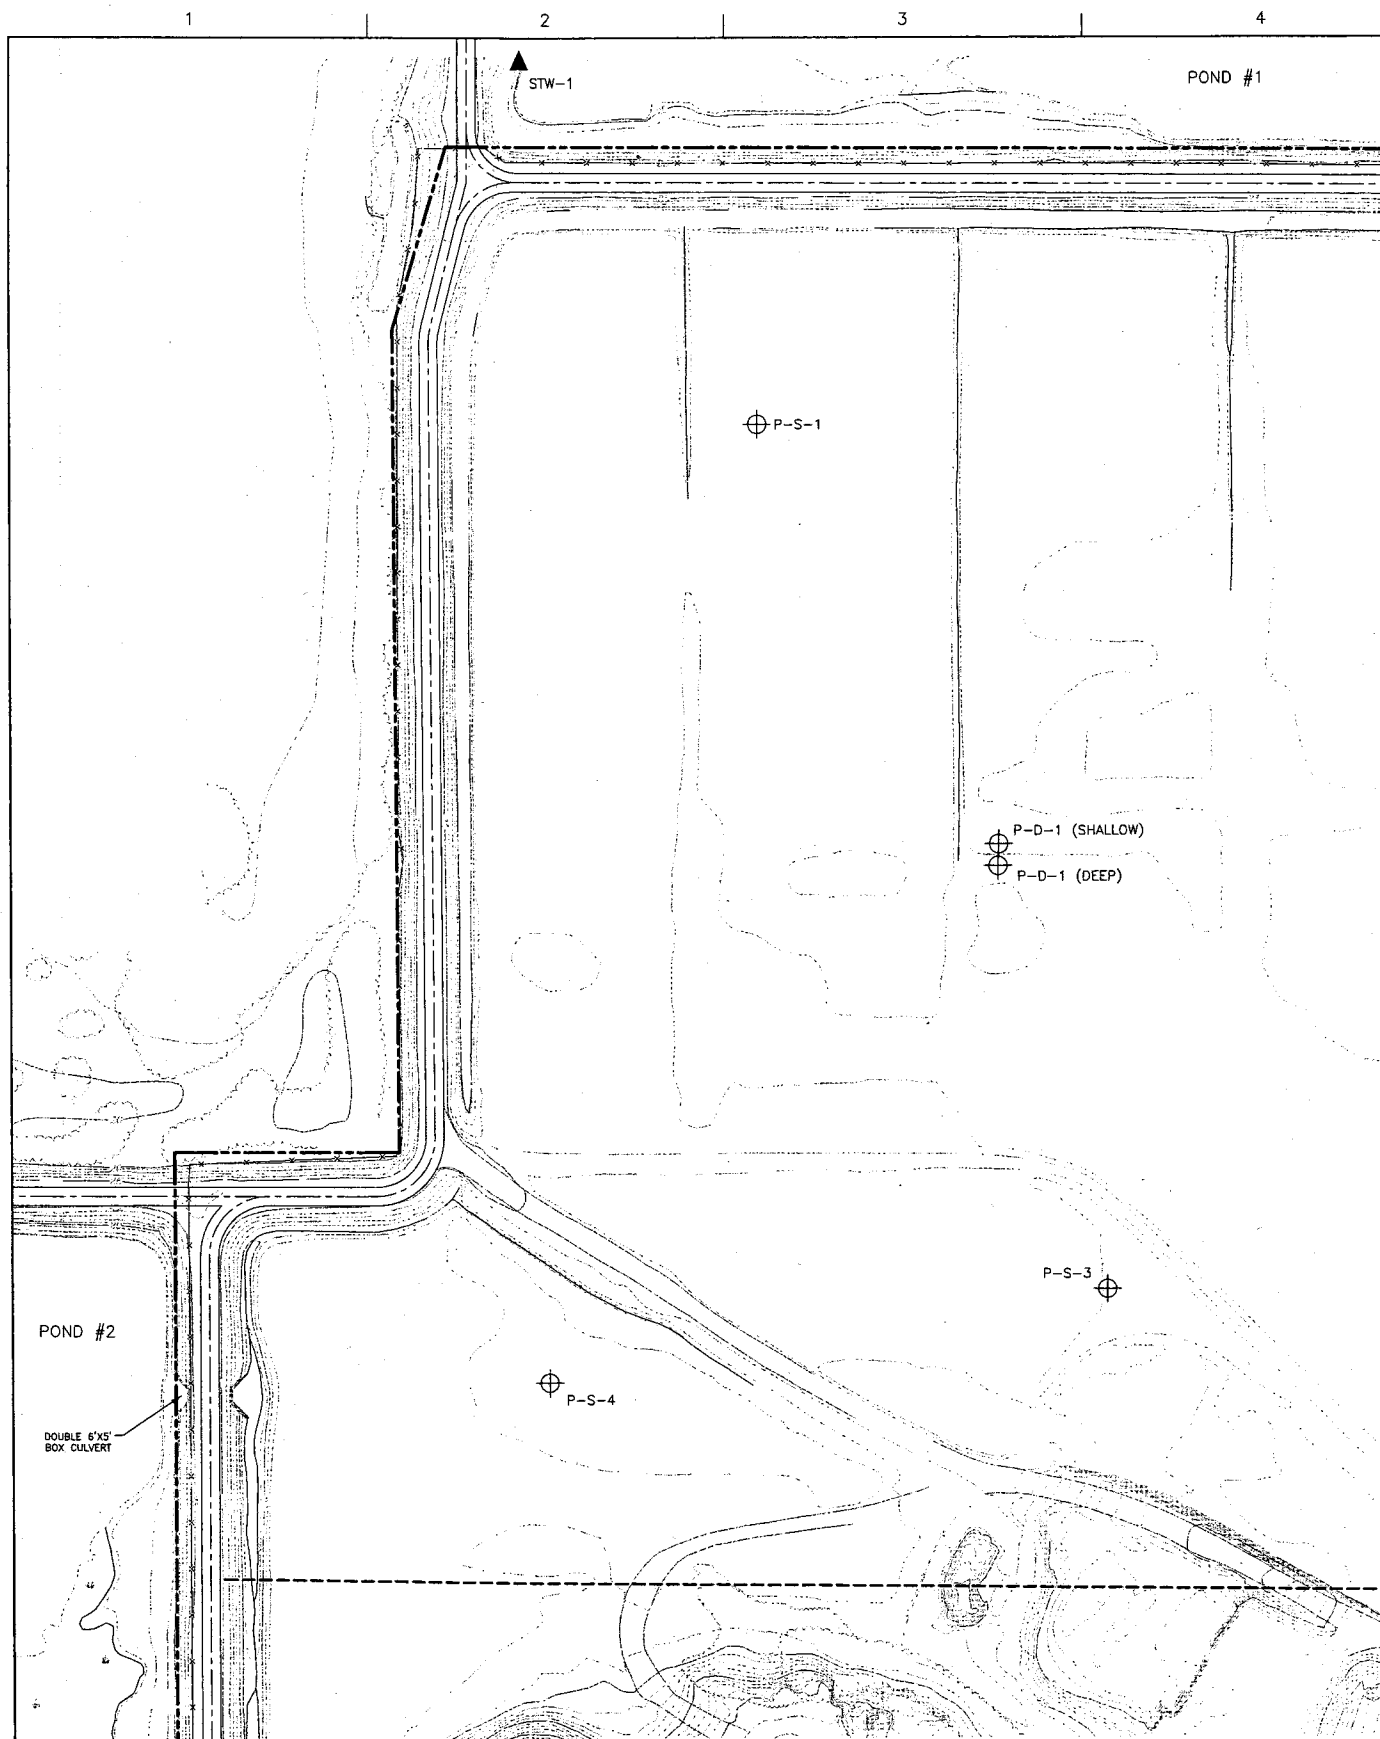 1
2
3
4
STW-1
POND #1
P-S-1
P-D-1 (SHALLOW)
P-D-1 (DEEP)
P-S-3
POND #2
P-S-4
DOUBLE 6'X5'
BOX CULVERT